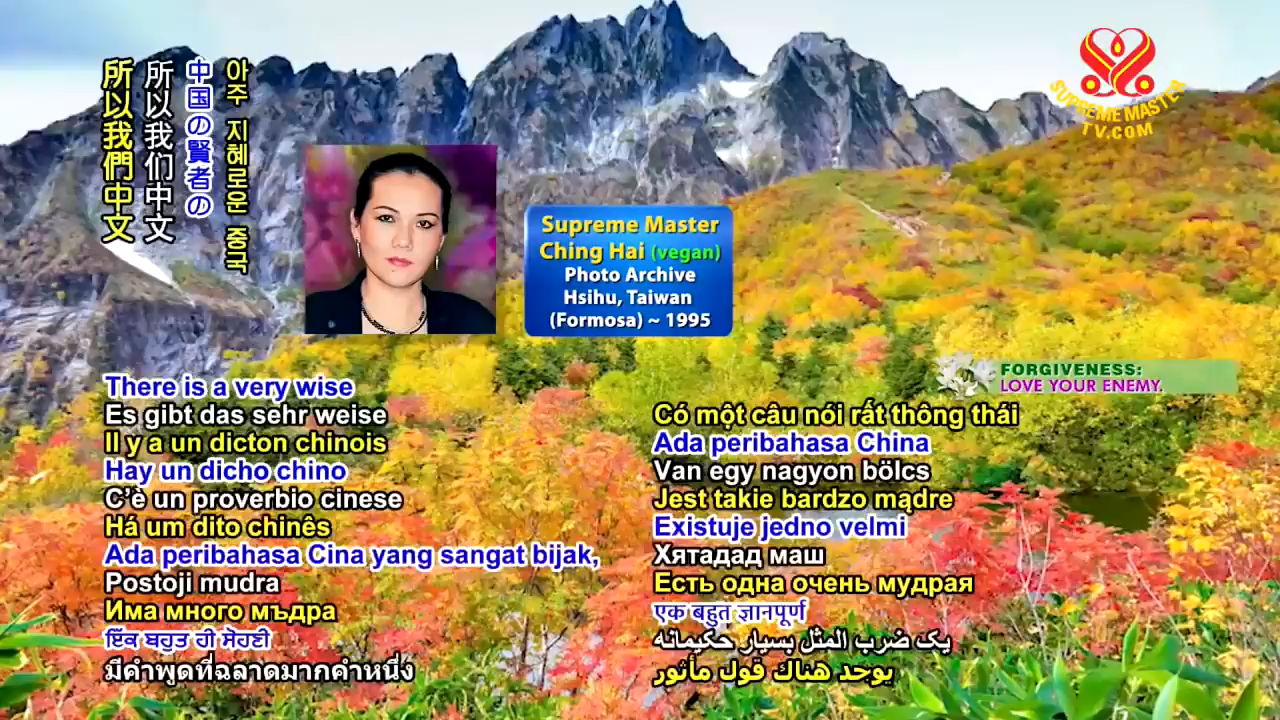 所以我們中文
所以我们中文
中国の賢者の
아주 지혜로운 중국
SUPREME MASTER
TV.COM
Supreme Master
Ching Hai (vegan)
Photo Archive
Hsihu, Taiwan
(Formosa) ~ 1995
FORGIVENESS:
LOVE YOUR ENEMY.
There is a very wise
Es gibt das sehr weise
Il y a un dicton chinois
Hay un dicho chino
C'è un proverbio cinese
Há um dito chinês
Ada peribahasa Cina yang sangat bijak,
Postoji mudra
Има много мъдра
ਇੱਕ ਬਹੁਤ ਹੀ ਸੋਹਣੀ
มีคำพูดที่ฉลาดมากคำหนึ่ง
Có một câu nói rất thông thái
Ada peribahasa China
Van egy nagyon bölcs
Jest takie bardzo mądre
Existuje jedno velmi
Хятадад маш
Есть одна очень мудрая
एक बहुत ज्ञानपूर्ण
یک ضرب المثل بسیار حکیمانه
يوجد هناك قول مأثور